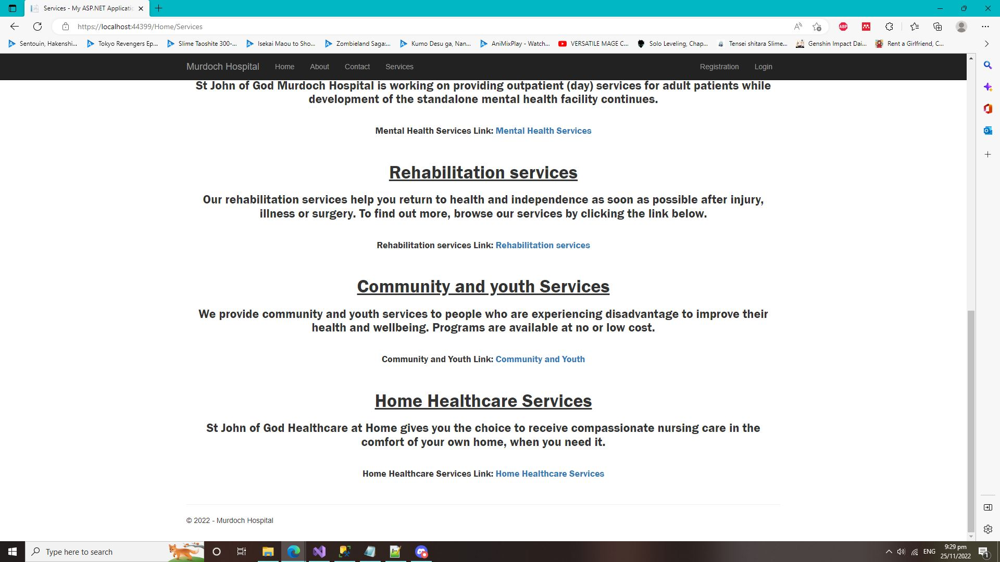 Services - My ASP.NET Applicatic
https://localhost:44399/Home/Services
Sentouin, Hakenshi...
Tokyo Revengers Ep...
Slime Taoshite 300-...
Isekai Maou to Sho...
Zombieland Saga:...
Kumo Desu ga, Nan...
AniMixPlay - Watch...
VERSATILE MAGE C...
Solo Leveling, Chap...
Tensei shitara Slime...
Genshin Impact Dai...
Rent a Girlfriend, C...
Murdoch Hospital
Home
About
Contact
Services
Registration
Login
St John of God Murdoch Hospital is working on providing outpatient (day) services for adult patients while
development of the standalone mental health facility continues.
Mental Health Services Link: Mental Health Services
Rehabilitation services
Our rehabilitation services help you return to health and independence as soon as possible after injury,
illness or surgery. To find out more, browse our services by clicking the link below.
Rehabilitation services Link: Rehabilitation services
Community and youth Services
We provide community and youth services to people who are experiencing disadvantage to improve their
health and wellbeing. Programs are available at no or low cost.
Community and Youth Link: Community and Youth
Home Healthcare Services
St John of God Healthcare at Home gives you the choice to receive compassionate nursing care in the
comfort of your own home, when you need it.
Home Healthcare Services Link: Home Healthcare Services
© 2022 - Murdoch Hospital
Type here to search
ENG
9:29 pm
25/11/2022
1